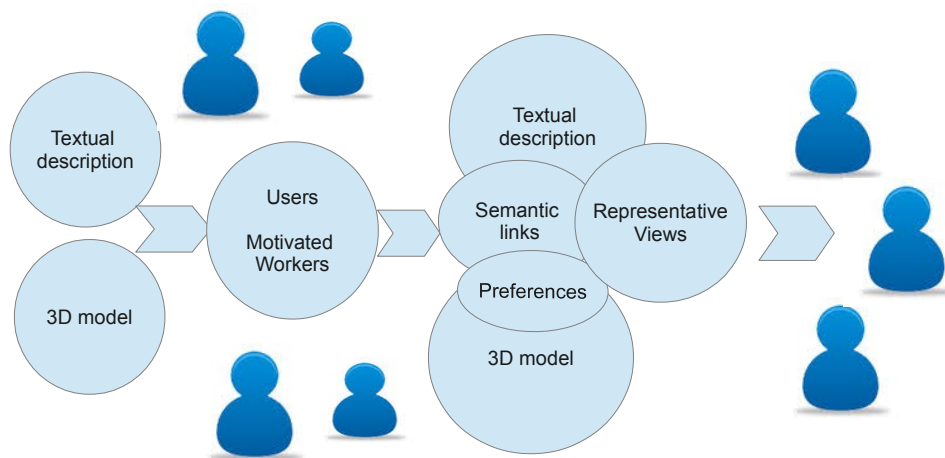 Textual
description
3D model
Users
Motivated
Workers
Textual
description
Semantic
links
Representative
Views
Preferences
3D model